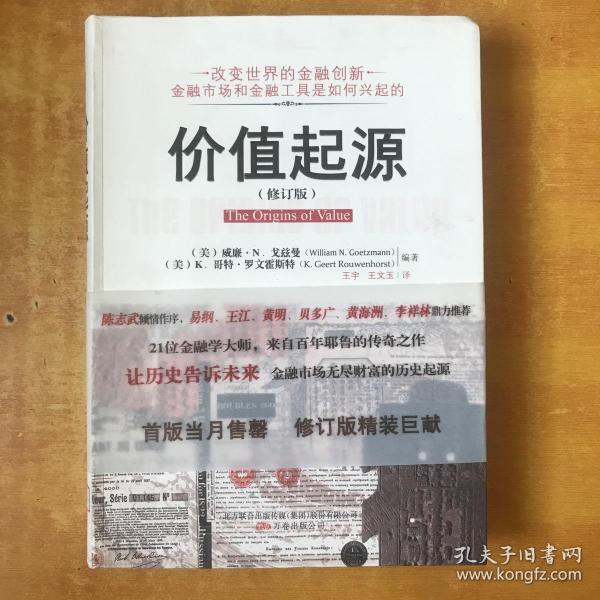 改变世界的金融创新
金融市场和金融工具是如何兴起的
价值起源
（修订版）
The Origins of Value
（美）威廉·N．戈兹曼（William N. Goetzmann）
（美）K．哥特·罗文霍斯特（K. Geert Rouwenhorst）
编著
王宇 王文玉 译
陈志武倾情作序，易纲、王江、黄明、贝多广、黄海洲、李祥林鼎力推荐
21位金融学大师，来自百年耶鲁的传奇之作
让历史告诉未来 金融市场无尽财富的历史起源
首版当月售罄 修订版精装巨献
北方联合出版传媒（集团）股份有限公司
万卷出版公司
孔夫子旧书网
www.kongfz.com